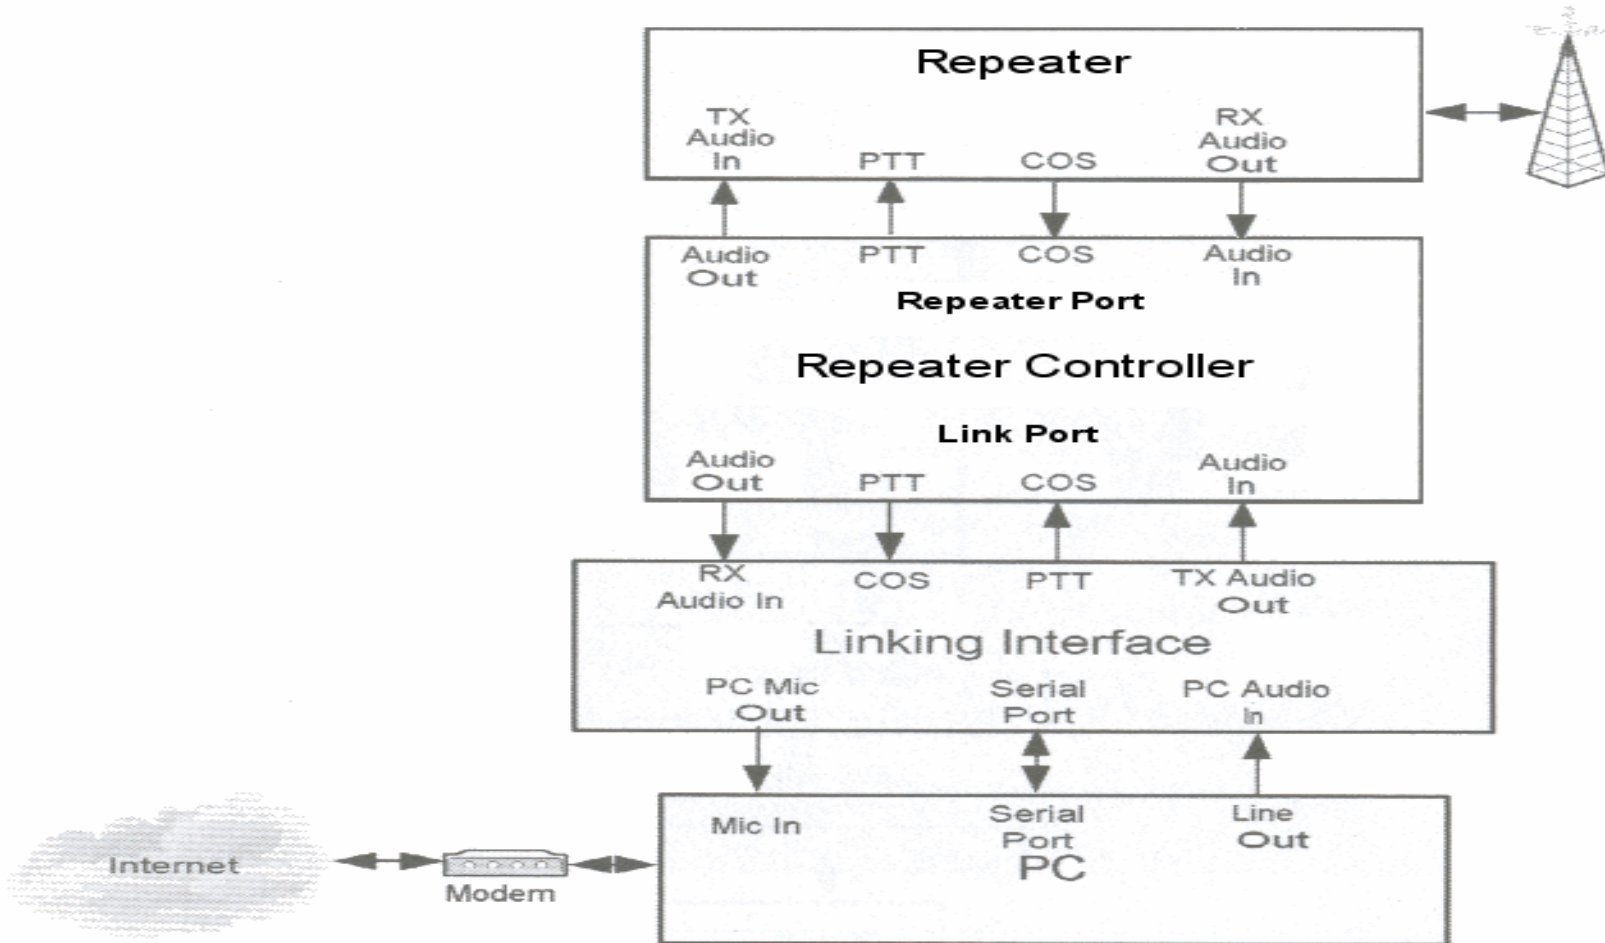 Repeater
TX
Audio
In
PTT
COS
RX
Audio
Out
Audio
Out
PTT
COS
Audio
In
Repeater Port
Repeater Controller
Link Port
Audio
Out
PTT
COS
Audio
In
RX
Audio In
COS
PTT
TX Audio
Out
Linking Interface
PC Mic
Out
Serial
Port
PC Audio
In
Mic In
Serial
Port
Line
Out
PC
Internet
Modem